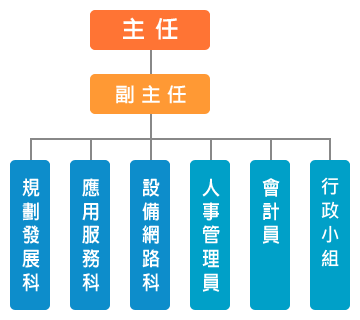 主任
副主任
規劃發展科
應用服務科
設備網路科
人事管理員
會計員
行政小組